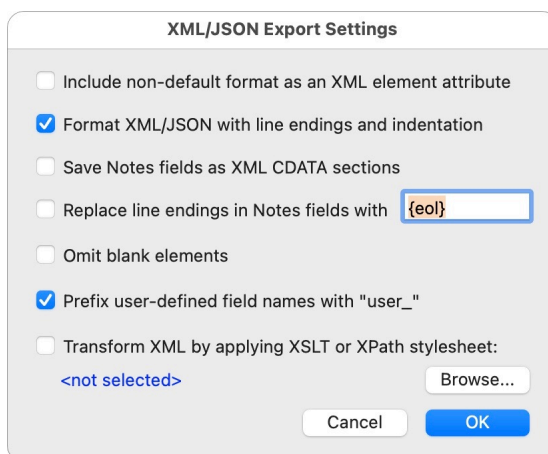 XML/JSON Export Settings
Include non-default format as an XML element attribute
Format XML/JSON with line endings and indentation
Save Notes fields as XML CDATA sections
Replace line endings in Notes fields with {eol}
Omit blank elements
Prefix user-defined field names with "user_"
Transform XML by applying XSLT or XPath stylesheet:
<not selected> Browse...
Cancel OK